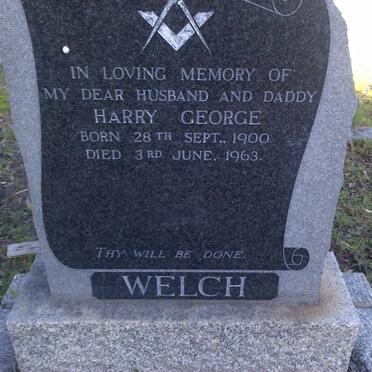 IN LOVING MEMORY OF
MY DEAR HUSBAND AND DADDY
HARRY GEORGE
BORN 28TH SEPT., 1900
DIED 3RD JUNE, 1963.
THY WILL BE DONE.
WELCH